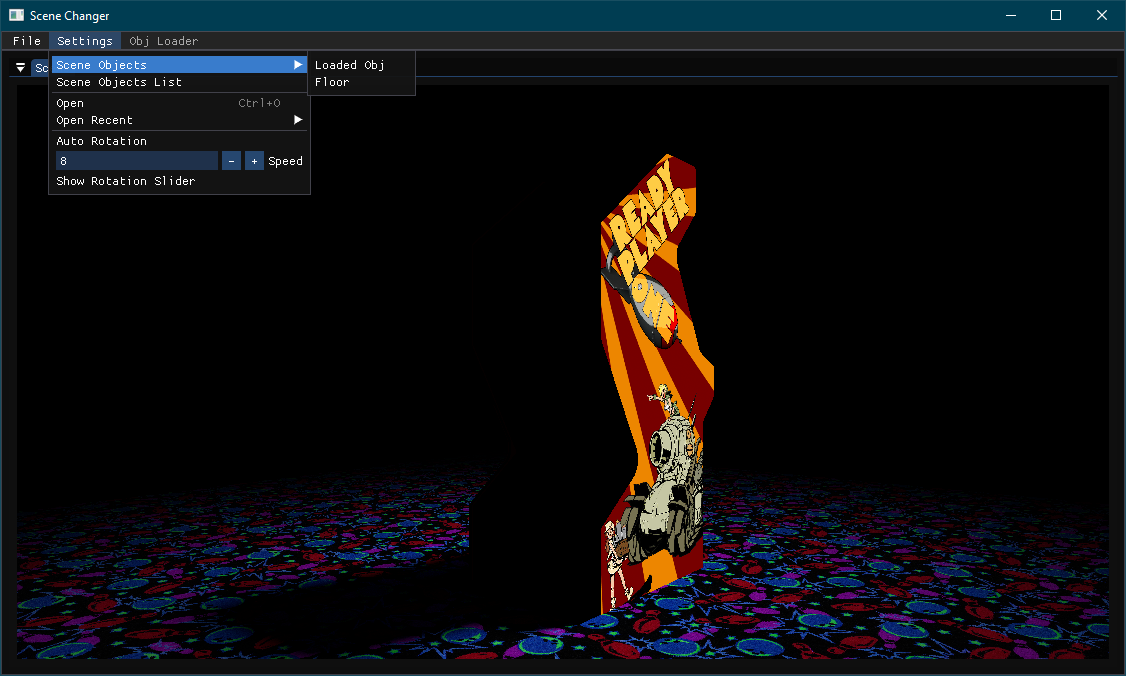 Scene Changer
File Settings Obj Loader
Sc
Scene Objects
Loaded Obj
Scene Objects List
Floor
Open Ctrl+O
Open Recent
Auto Rotation
8 - + Speed
Show Rotation Slider
READY
PLAYER
ONE